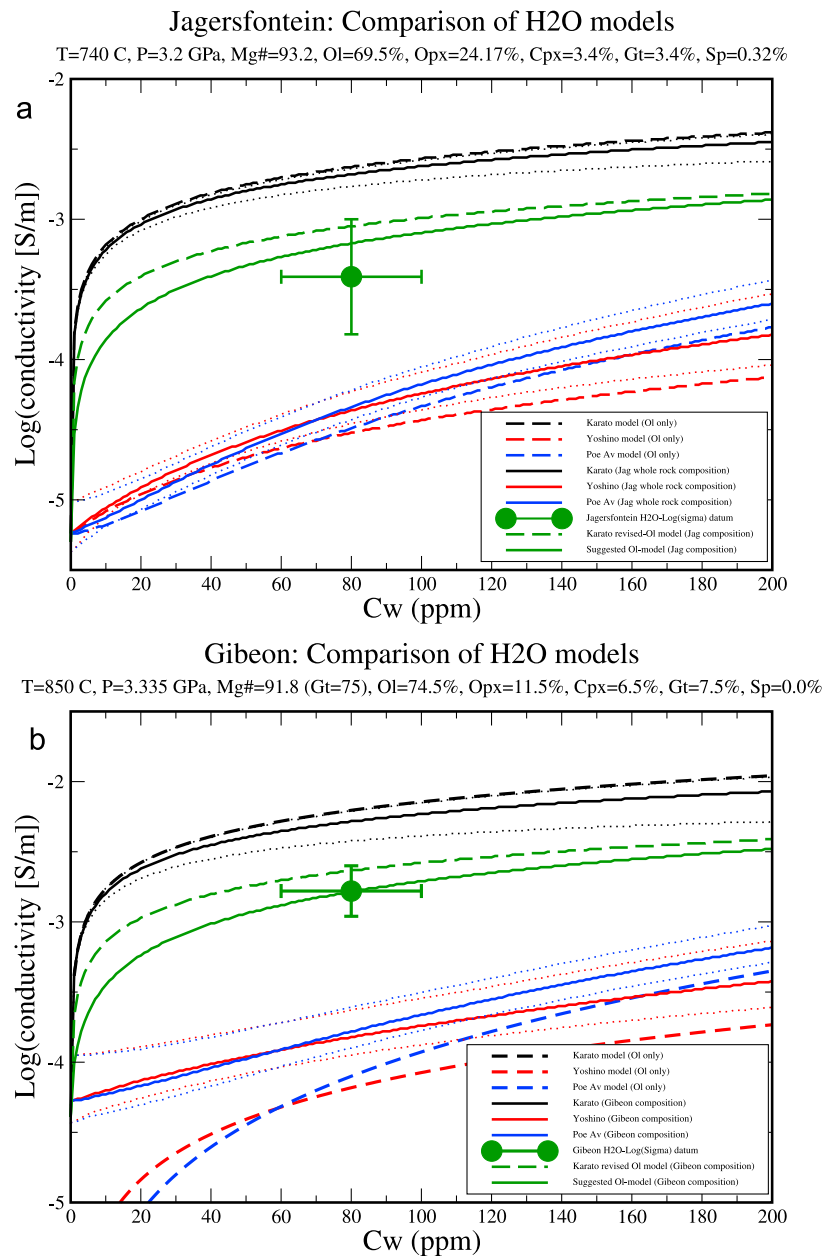 Jagersfontein: Comparison of H2O models
T=740 C, P=3.2 GPa, Mg#=93.2, Ol=69.5%, Opx=24.17%, Cpx=3.4%, Gt=3.4%, Sp=0.32%
a
-2
-3
-4
-5
Log(conductivity [S/m])
Karato model (Ol only)
Yoshino model (Ol only)
Poe Av model (Ol only)
Karato (Jag whole rock composition)
Yoshino (Jag whole rock composition)
Poe Av (Jag whole rock composition)
Jagersfontein H2O-Log(sigma) datum
Karato revised-Ol model (Jag composition)
Suggested Ol-model (Jag composition)
0 20 40 60 80 100 120 140 160 180 200
Cw (ppm)
Gibeon: Comparison of H2O models
T=850 C, P=3.335 GPa, Mg#=91.8 (Gt=75), Ol=74.5%, Opx=11.5%, Cpx=6.5%, Gt=7.5%, Sp=0.0%
b
-2
-3
-4
-5
Log(conductivity [S/m])
Karato model (Ol only)
Yoshino model (Ol only)
Poe Av model (Ol only)
Karato (Gibeon composition)
Yoshino (Gibeon composition)
Poe Av (Gibeon composition)
Gibeon H2O-Log(Sigma) datum
Karato revised Ol model (Gibeon composition)
Suggested Ol-model (Gibeon composition)
0 20 40 60 80 100 120 140 160 180 200
Cw (ppm)